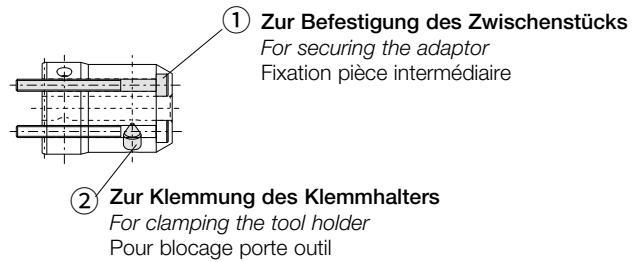 1 Zur Befestigung des Zwischenstücks
For securing the adaptor
Fixation pièce intermédiaire
2 Zur Klemmung des Klemmhalters
For clamping the tool holder
Pour blocage porte outil